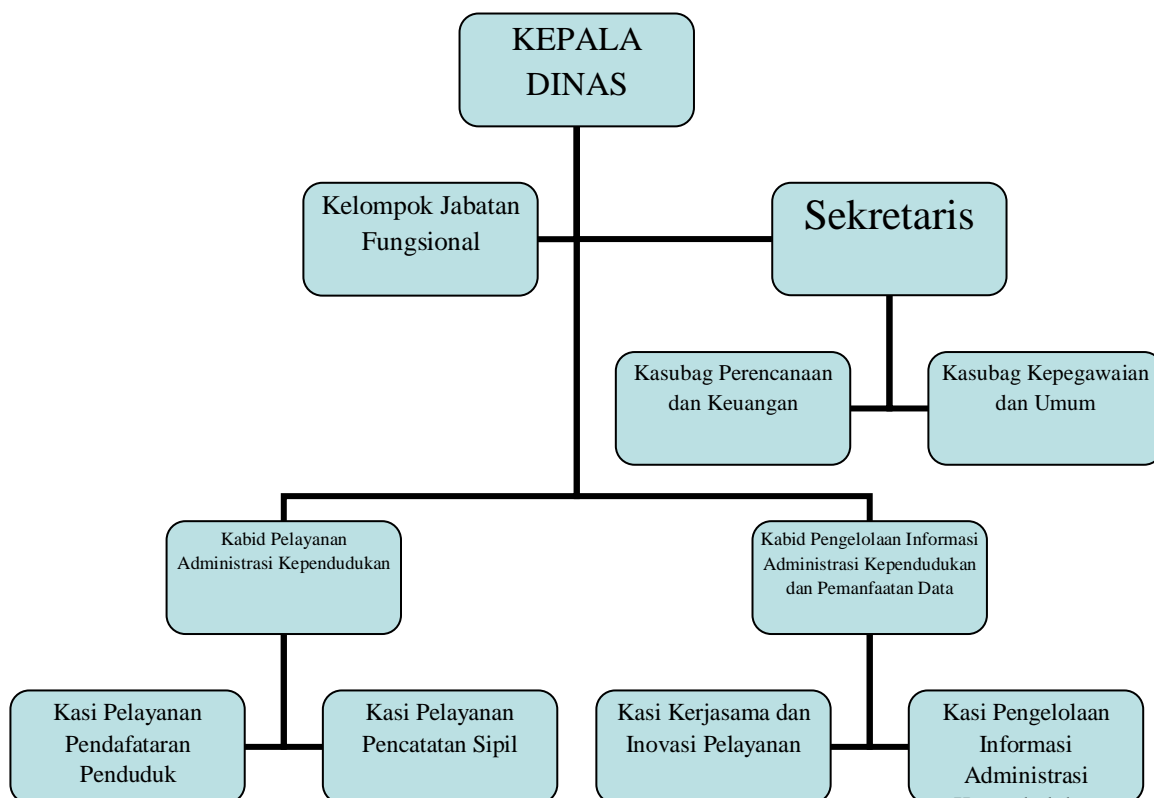 KEPALA
DINAS
Kelompok Jabatan
Fungsional
Sekretaris
Kasubag Perencanaan
dan Keuangan
Kasubag Kepegawaian
dan Umum
Kabid Pelayanan
Administrasi Kependudukan
Kabid Pengelolaan Informasi
Administrasi Kependudukan
dan Pemanfaatan Data
Kasi Pelayanan
Pendafataran
Penduduk
Kasi Pelayanan
Pencatatan Sipil
Kasi Kerjasama dan
Inovasi Pelayanan
Kasi Pengelolaan
Informasi
Administrasi